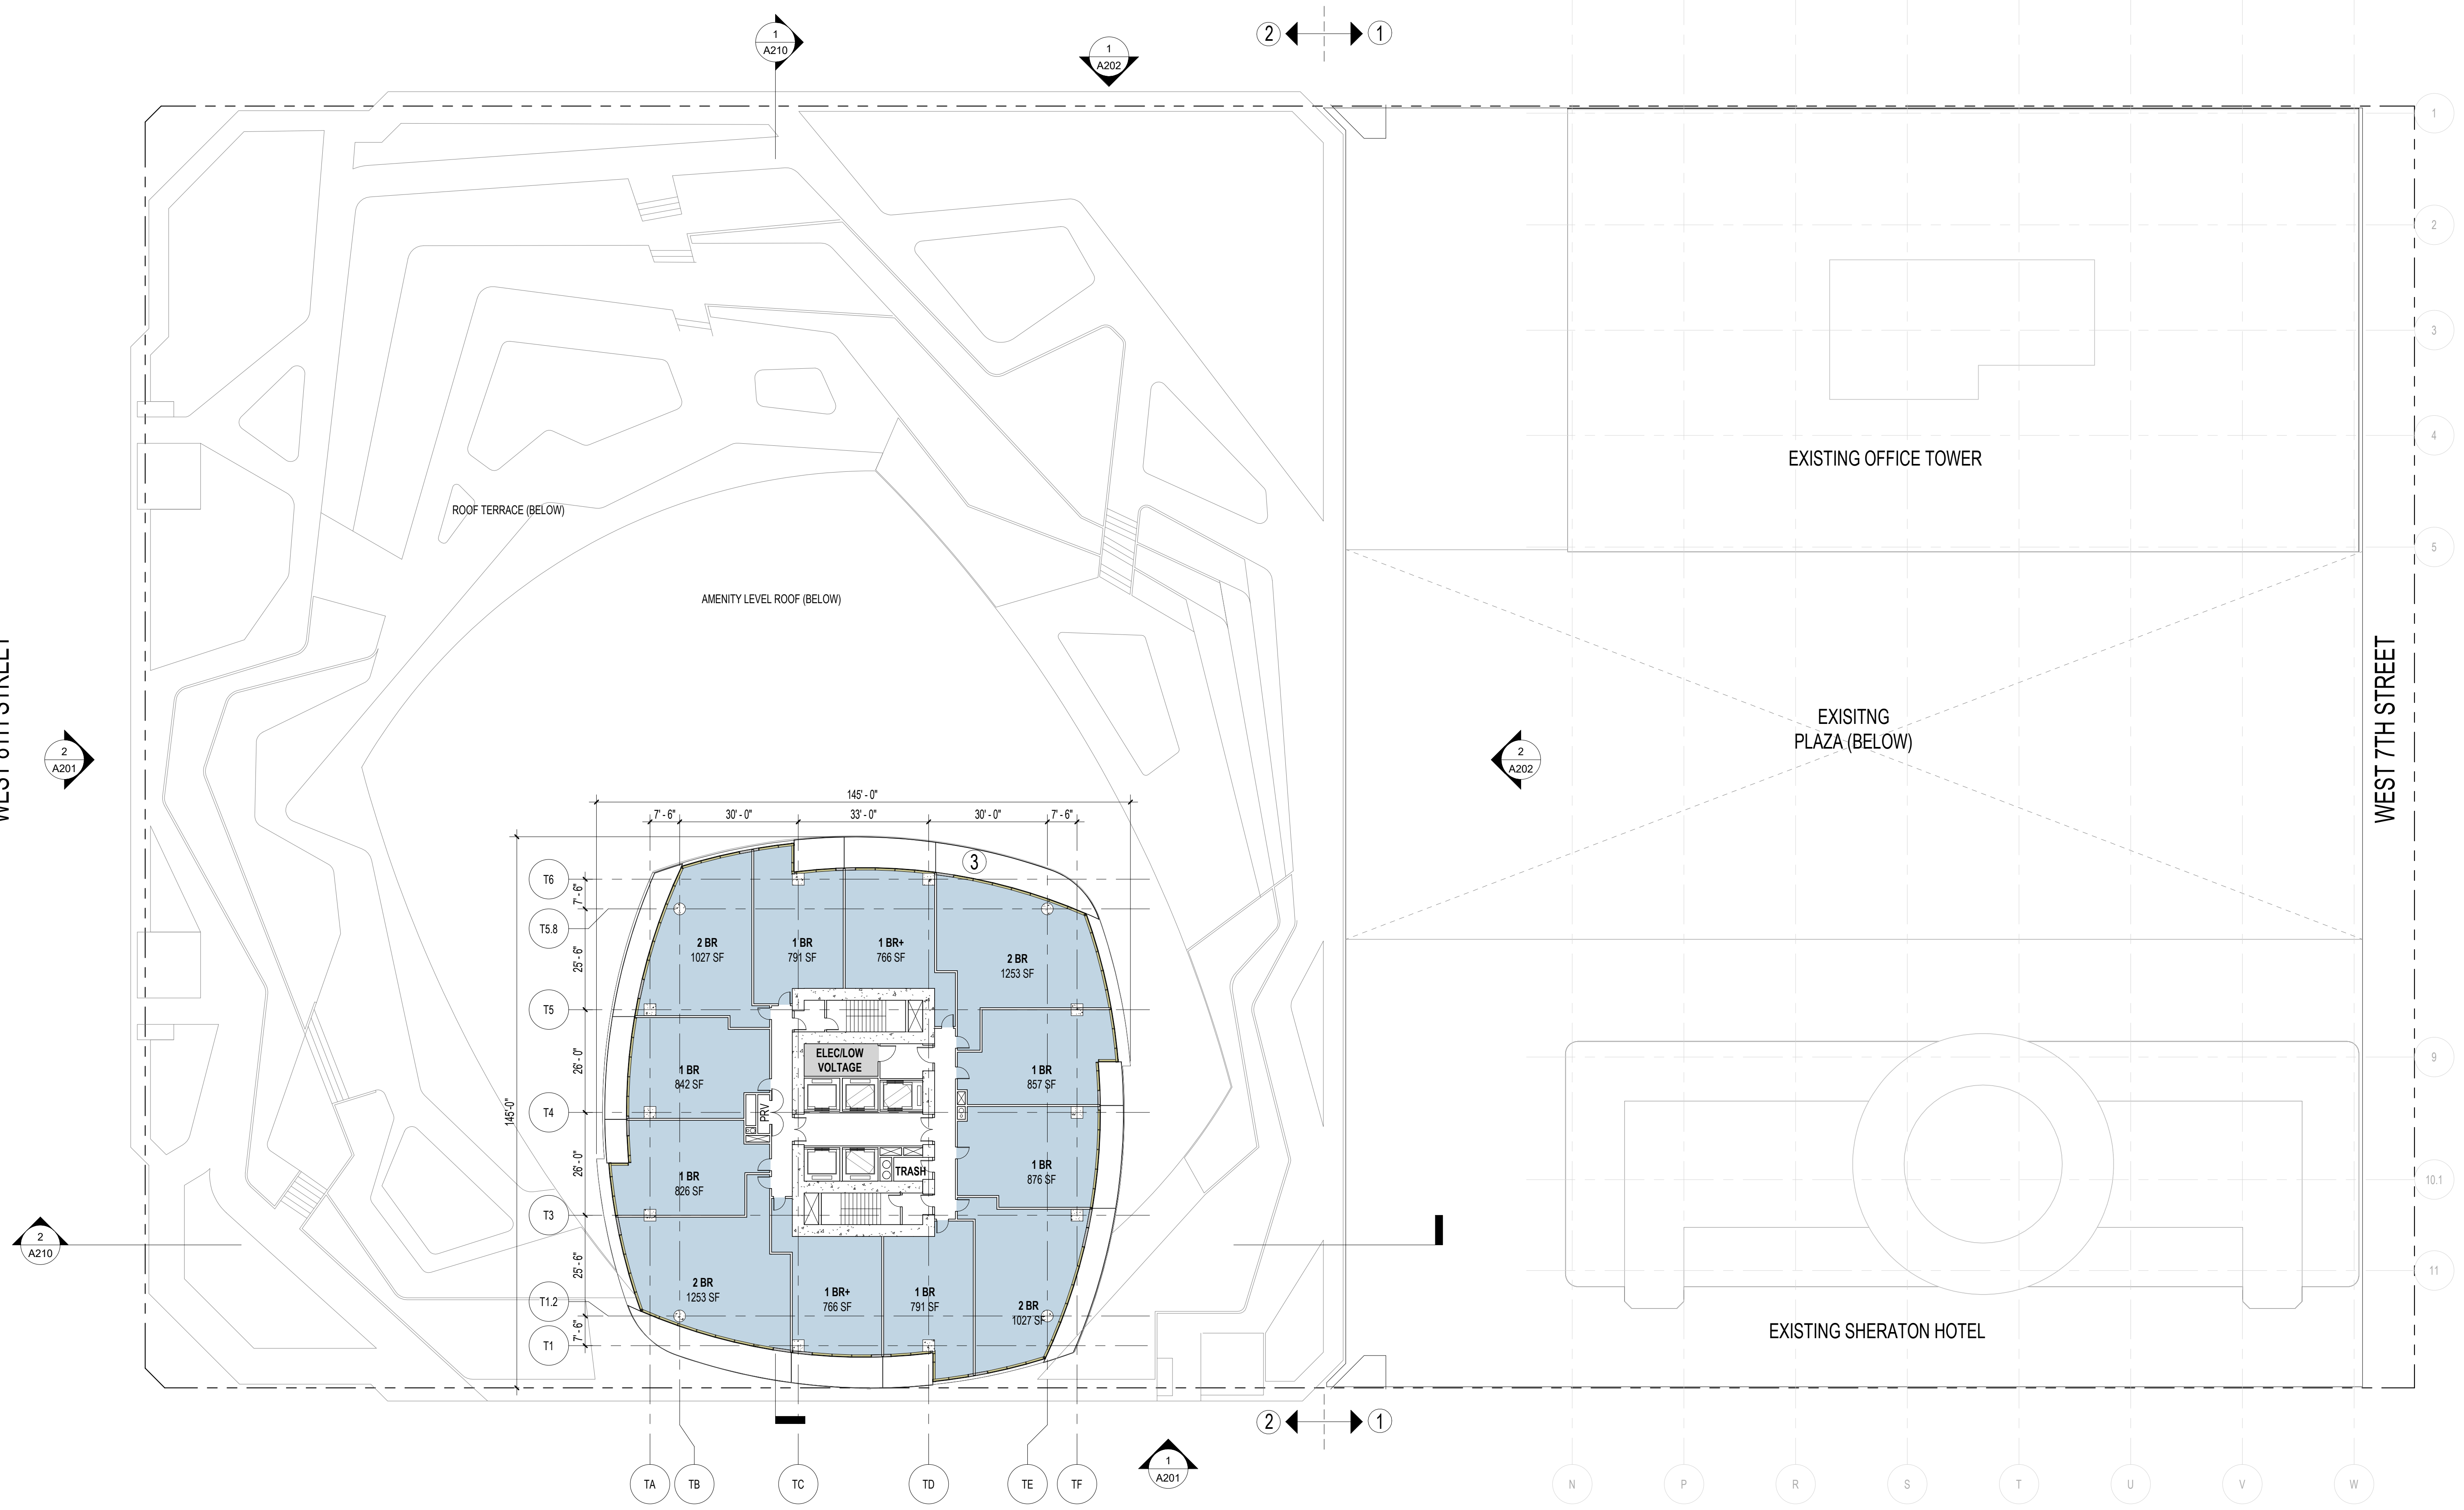 1
A210
1
A202
2
1
1
2
3
4
5
EXISTING OFFICE TOWER
ROOF TERRACE (BELOW)
AMENITY LEVEL ROOF (BELOW)
WEST 7TH STREET
EXISITNG
PLAZA (BELOW)
2
A201
2
A202
145' - 0"
7' - 6"
30' - 0"
33' - 0"
30' - 0"
7' - 6"
3
T6
7' - 6"
T5.8
25' - 6"
T5
26' - 0"
T4
145'-0"
26' - 0"
T3
25' - 6"
T1.2
7' - 6"
T1
2 BR
1027 SF
1 BR
791 SF
1 BR+
766 SF
2 BR
1253 SF
ELEC/LOW
VOLTAGE
1 BR
842 SF
1 BR
857 SF
PRV
1 BR
826 SF
TRASH
1 BR
876 SF
2 BR
1253 SF
1 BR+
766 SF
1 BR
791 SF
2 BR
1027 SF
9
10.1
11
EXISTING SHERATON HOTEL
2
A210
2
1
1
A201
TA
TB
TC
TD
TE
TF
N
P
R
S
T
U
V
W